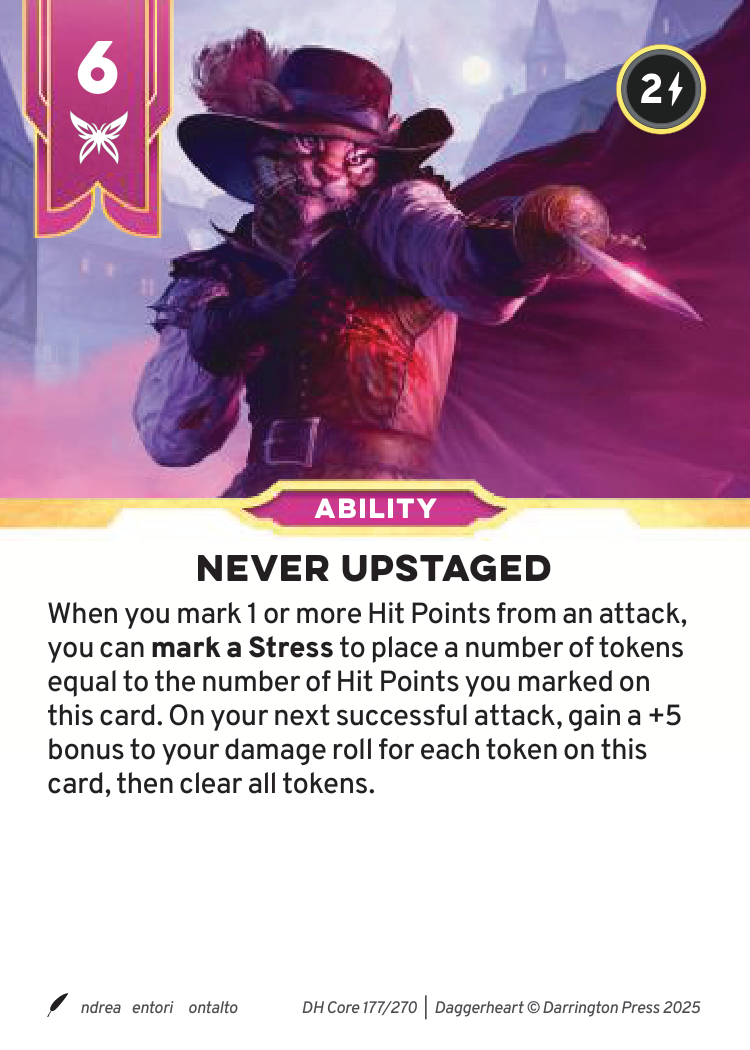 6
2
ABILITY
NEVER UPSTAGED
When you mark 1 or more Hit Points from an attack,
you can mark a Stress to place a number of tokens
equal to the number of Hit Points you marked on
this card. On your next successful attack, gain a +5
bonus to your damage roll for each token on this
card, then clear all tokens.
ndrea entori ontalto
DH Core 177/270 | Daggerheart © Darrington Press 2025